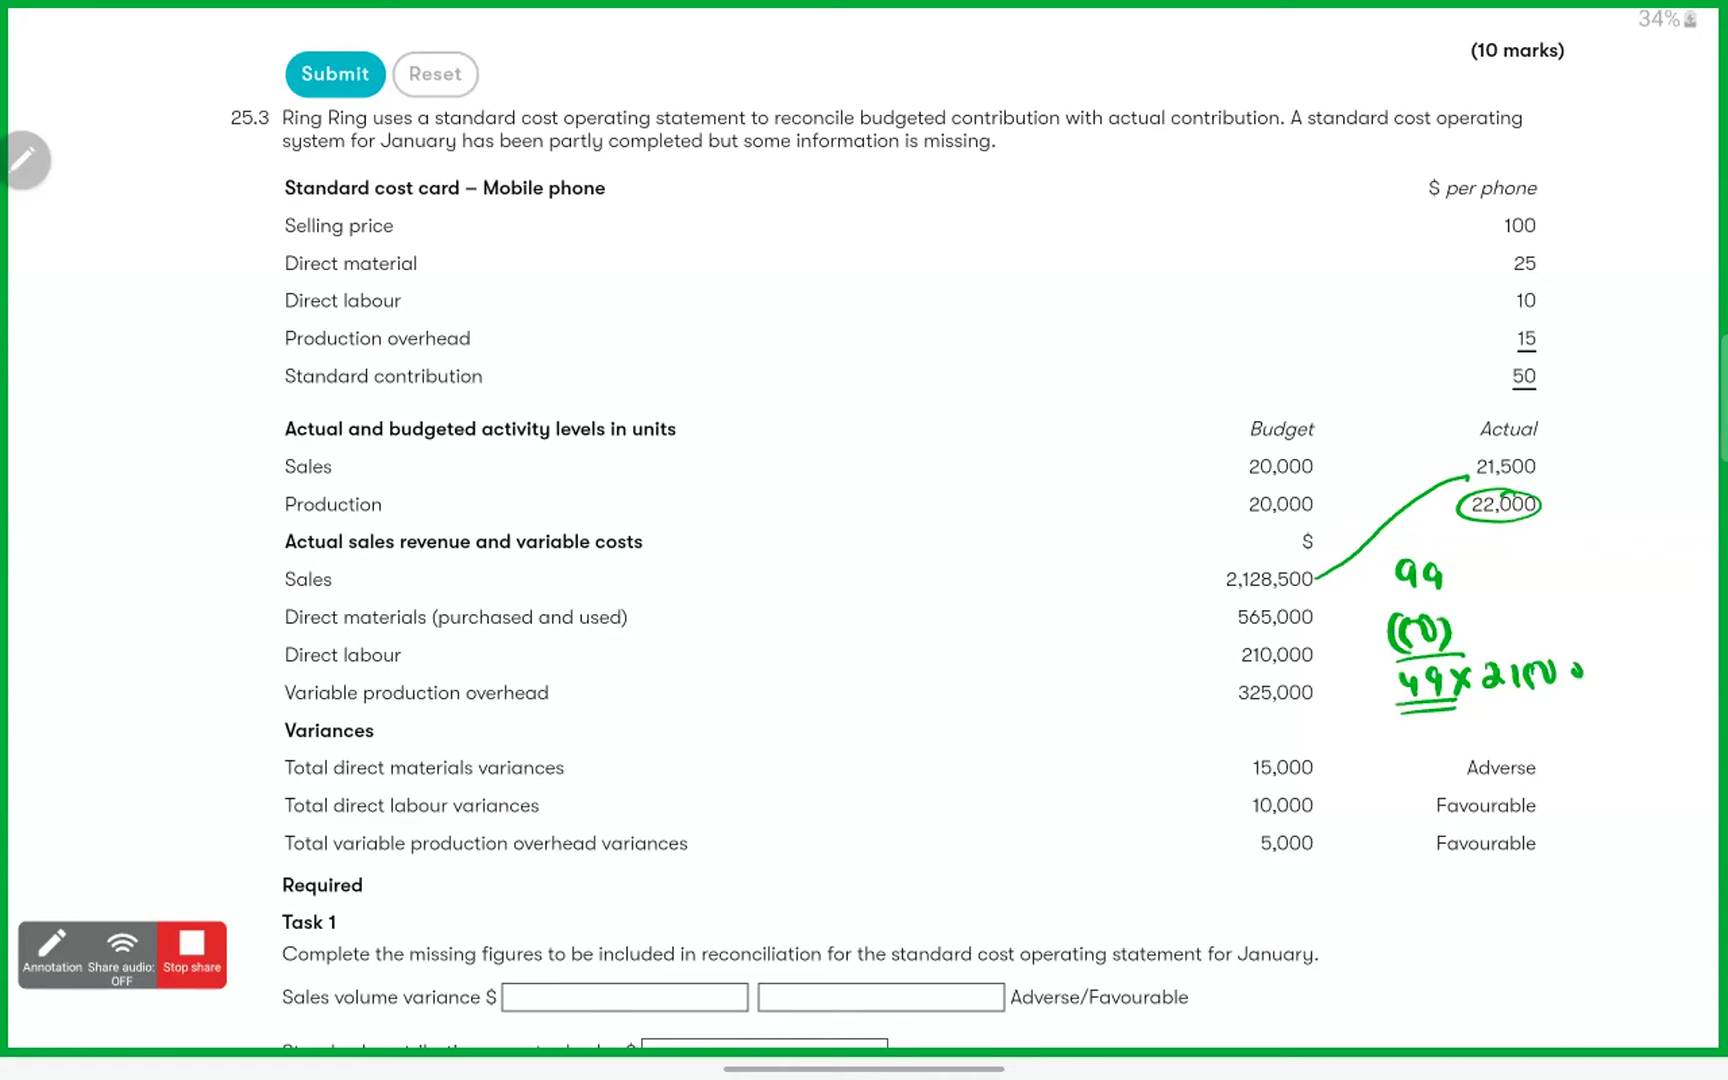 34%
(10 marks)
Submit Reset
25.3 Ring Ring uses a standard cost operating statement to reconcile budgeted contribution with actual contribution. A standard cost operating
system for January has been partly completed but some information is missing.
Standard cost card – Mobile phone $ per phone
Selling price 100
Direct material 25
Direct labour 10
Production overhead 15
Standard contribution 50
Actual and budgeted activity levels in units Budget Actual
Sales 20,000 21,500
Production 20,000 22,000
Actual sales revenue and variable costs $
Sales 2,128,500 99
Direct materials (purchased and used) 565,000 (50)
Direct labour 210,000 49 x 21500
Variable production overhead 325,000
Variances
Total direct materials variances 15,000 Adverse
Total direct labour variances 10,000 Favourable
Total variable production overhead variances 5,000 Favourable
Required
Task 1
Complete the missing figures to be included in reconciliation for the standard cost operating statement for January.
Annotation Share audio: OFF Stop share
Sales volume variance $ Adverse/Favourable